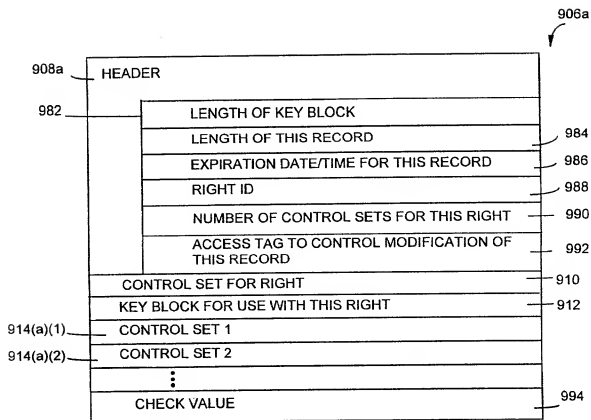 906a
908a HEADER
982 LENGTH OF KEY BLOCK
LENGTH OF THIS RECORD 984
EXPIRATION DATE/TIME FOR THIS RECORD 986
RIGHT ID 988
NUMBER OF CONTROL SETS FOR THIS RIGHT 990
ACCESS TAG TO CONTROL MODIFICATION OF 992
THIS RECORD
CONTROL SET FOR RIGHT 910
KEY BLOCK FOR USE WITH THIS RIGHT 912
914(a)(1) CONTROL SET 1
914(a)(2) CONTROL SET 2
CHECK VALUE 994